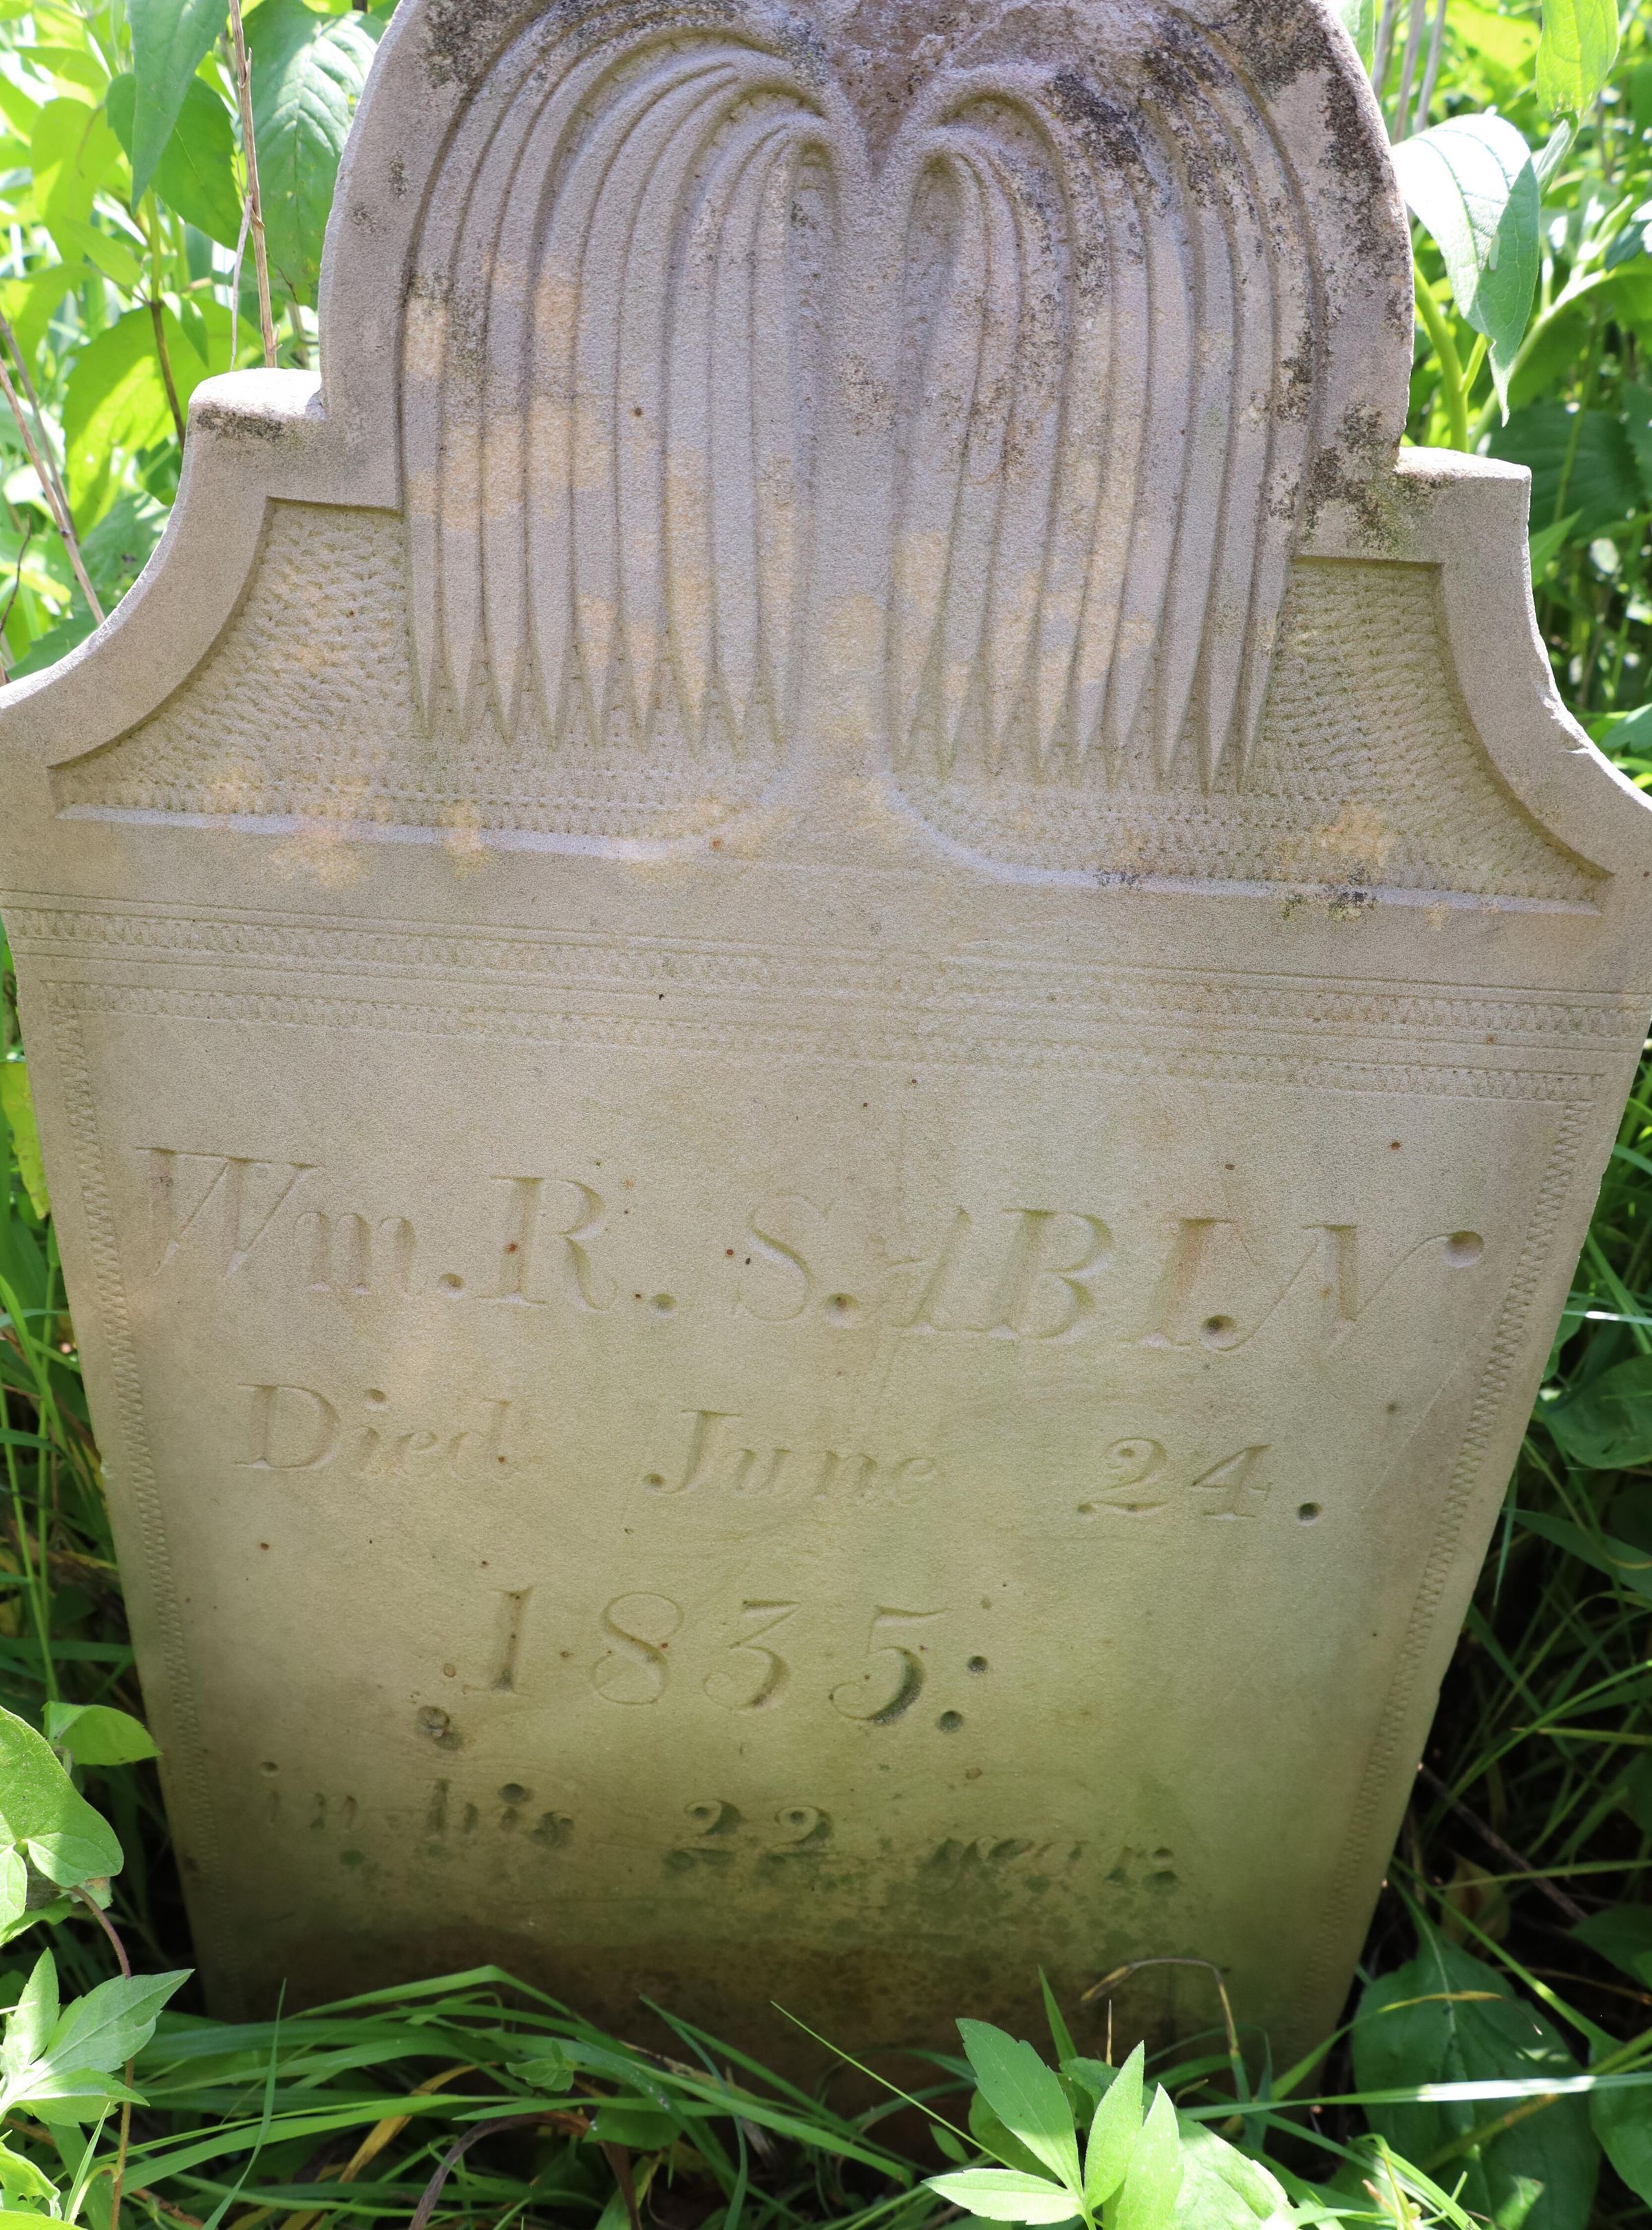 Wm. R. SABIN.
Died June 24.
1835:
in his 22 year: